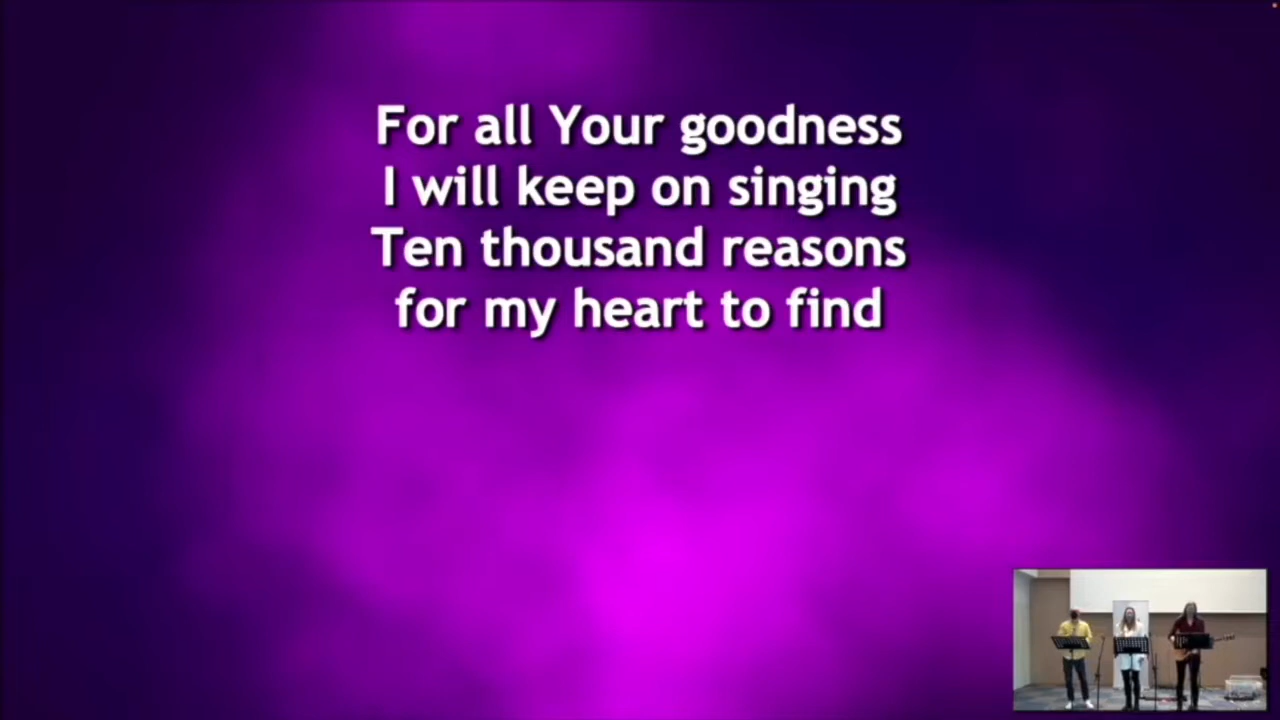 For all Your goodness
I will keep on singing
Ten thousand reasons
for my heart to find